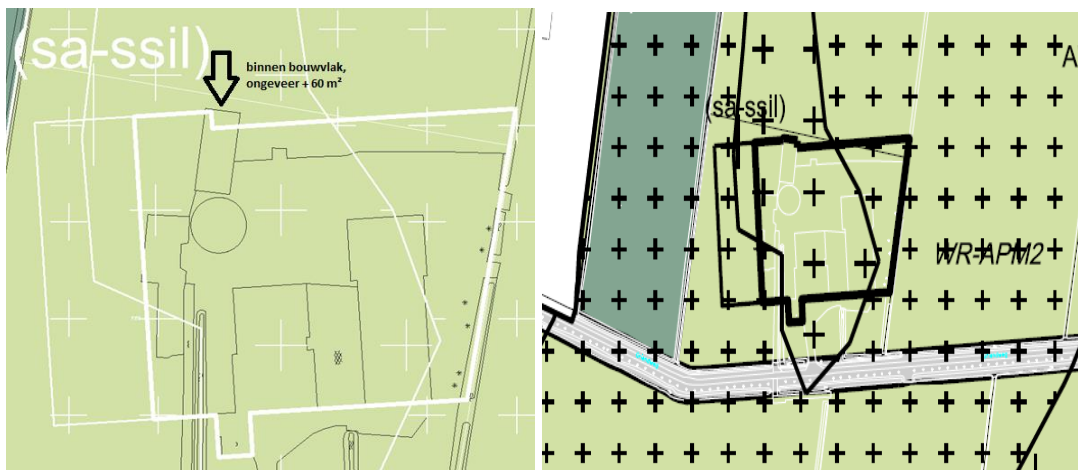 (sa-ssil)
binnen bouwvlak,
ongeveer + 60 m²
(sa-ssil)
A
WR-APM2